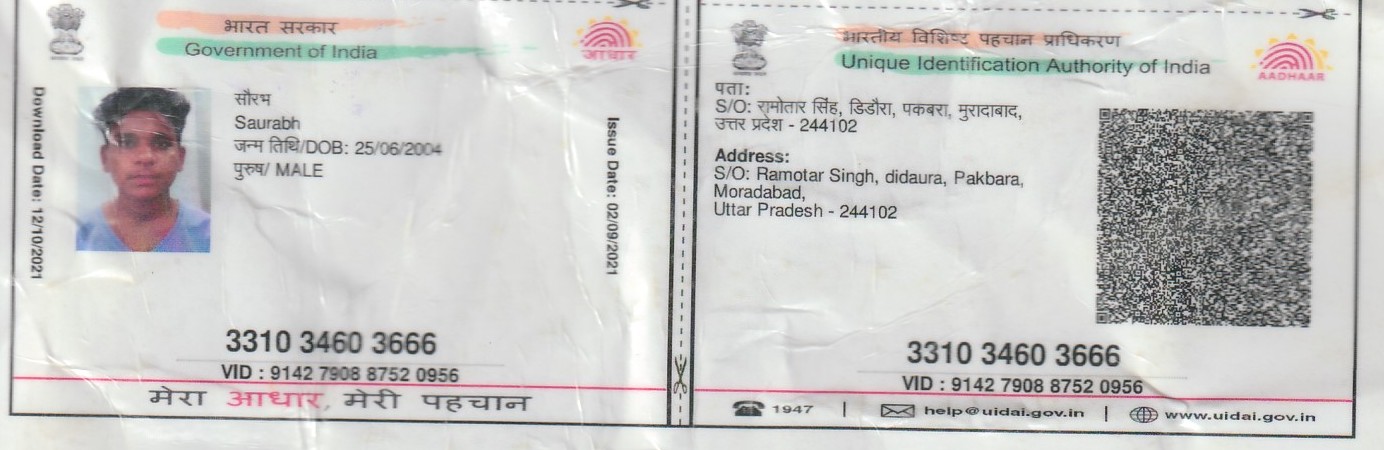 भारत सरकार
Government of India
आधार
Download Date: 12/10/2021
सौरभ
Saurabh
जन्म तिथि/DOB: 25/06/2004
पुरुष/ MALE
Issue Date: 02/09/2021
3310 3460 3666
VID : 9142 7908 8752 0956
मेरा आधार, मेरी पहचान
भारतीय विशिष्ट पहचान प्राधिकरण
Unique Identification Authority of India
AADHAAR
पता:
S/O: रामोतार सिंह, डिडौरा, पकबरा, मुरादाबाद,
उत्तर प्रदेश - 244102
Address:
S/O: Ramotar Singh, didaura, Pakbara,
Moradabad,
Uttar Pradesh - 244102
3310 3460 3666
VID : 9142 7908 8752 0956
1947 | help@uidai.gov.in | www.uidai.gov.in